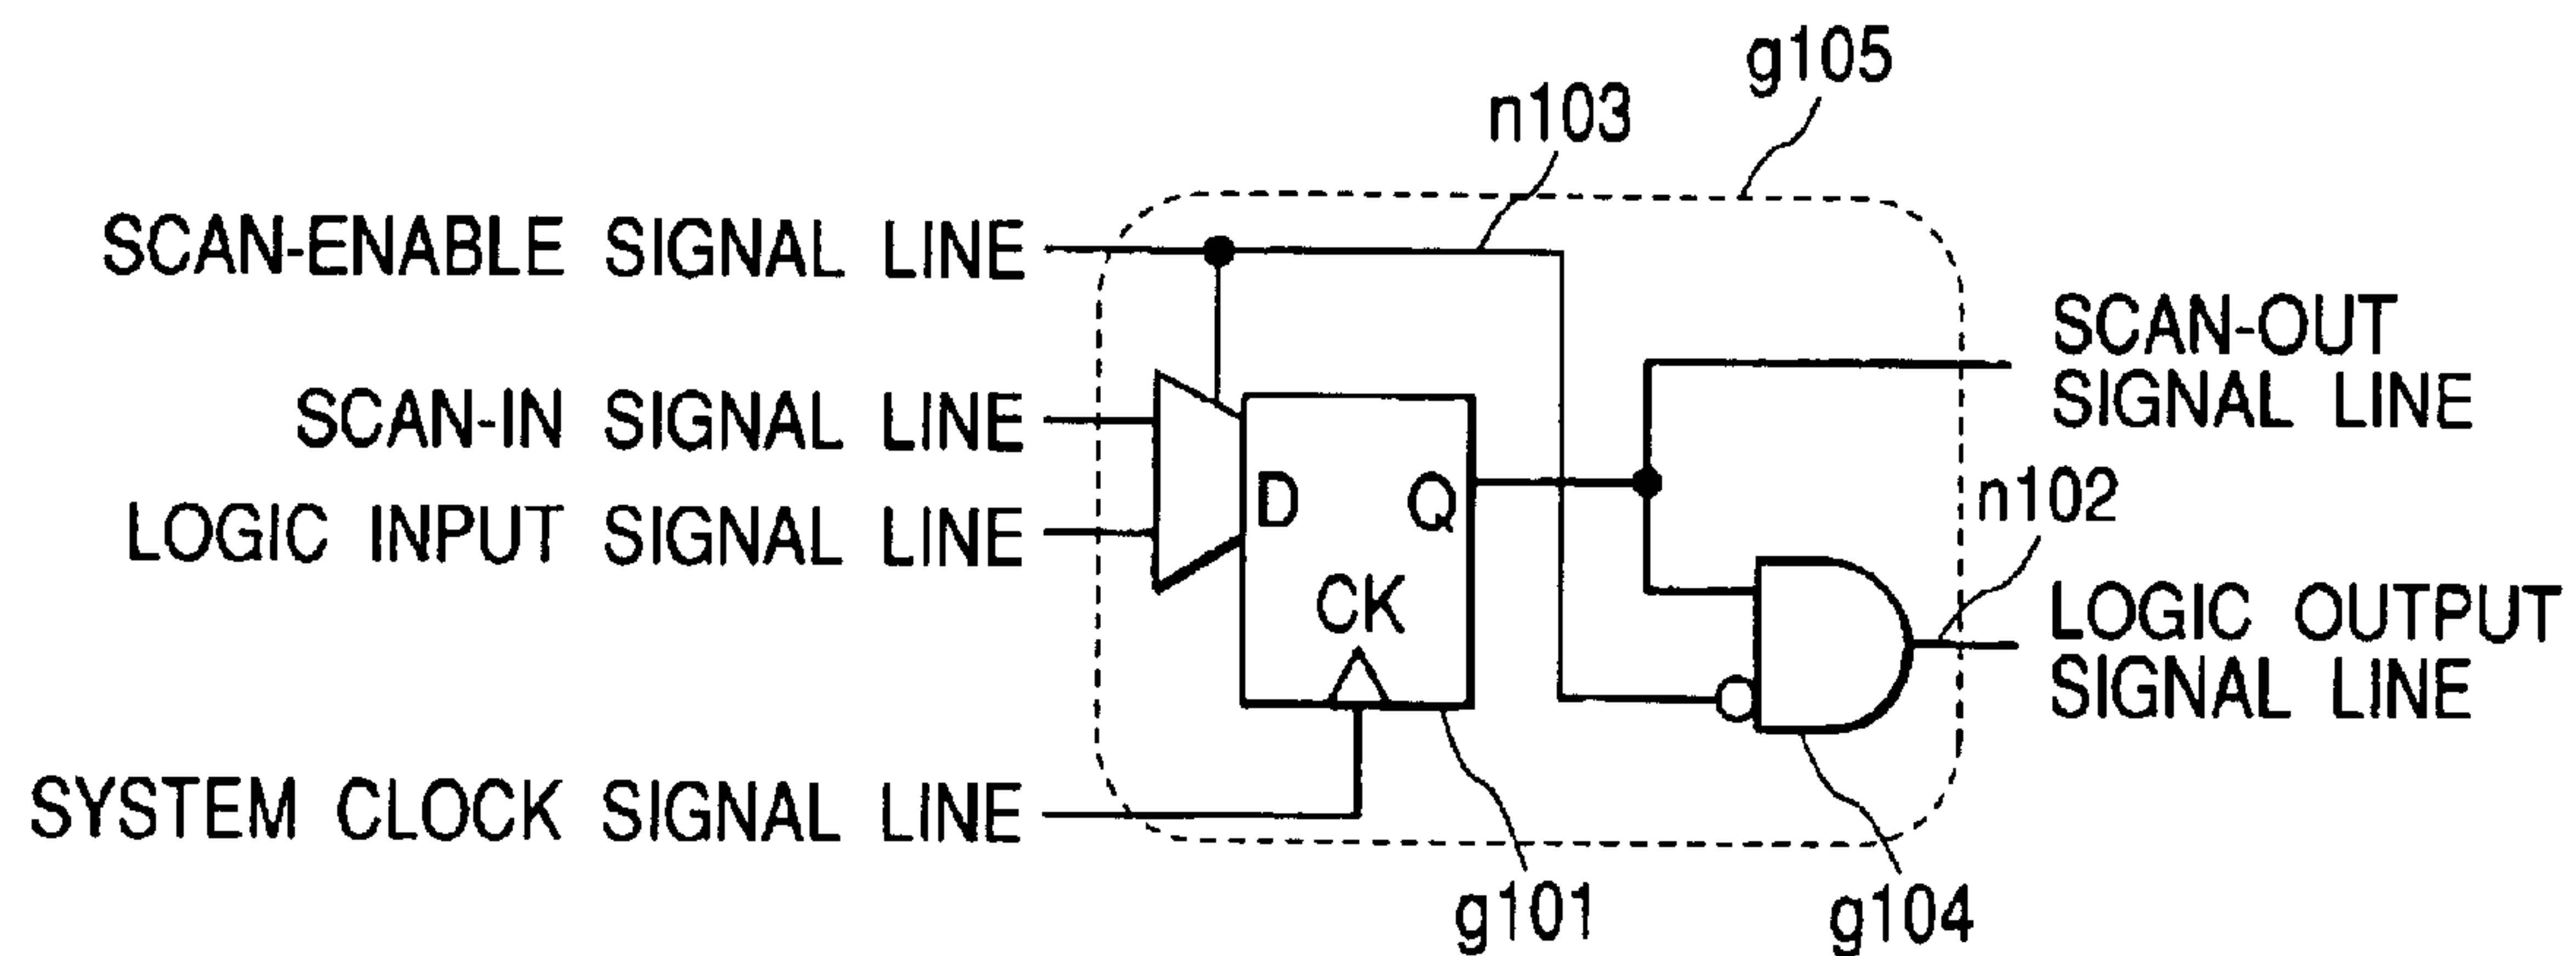 g105
n103
SCAN-ENABLE SIGNAL LINE
SCAN-OUT
SIGNAL LINE
SCAN-IN SIGNAL LINE
D
Q
n102
LOGIC INPUT SIGNAL LINE
CK
LOGIC OUTPUT
SIGNAL LINE
SYSTEM CLOCK SIGNAL LINE
g101
g104